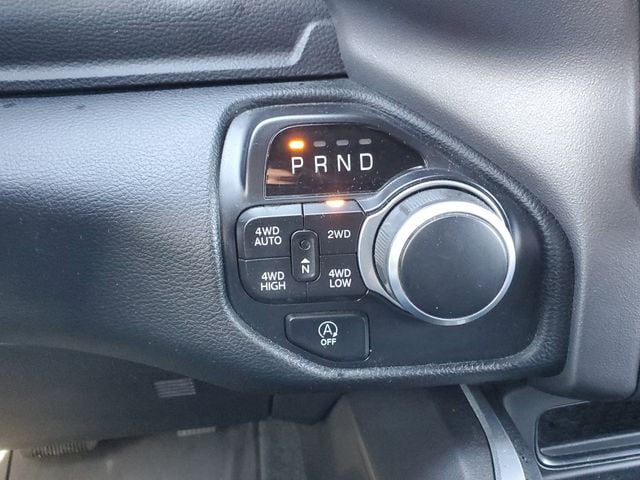 P R N D
4WD AUTO
2WD
N
4WD HIGH
4WD LOW
A
OFF